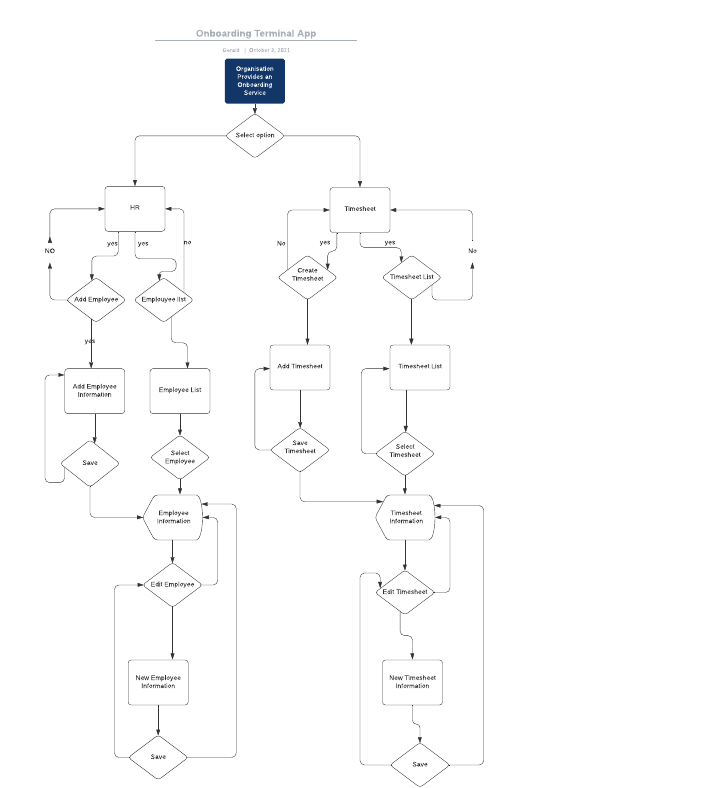 Onboarding Terminal App
Gerald | October 3, 2021
Organisation
Provides an
Onboarding
Service
Select option
HR
Timesheet
yes
yes
no
No
yes
yes
NO
No
Add Employee
Emplouyee list
Create
Timesheet
Timesheet List
yes
Add Employee
Information
Employee List
Add Timesheet
Timesheet List
Save
Select
Employee
Save
Timesheet
Select
Timesheet
Employee
Information
Timesheet
Information
Edit Employee
Edit Timesheet
New Employee
Information
New Timesheet
Information
Save
Save